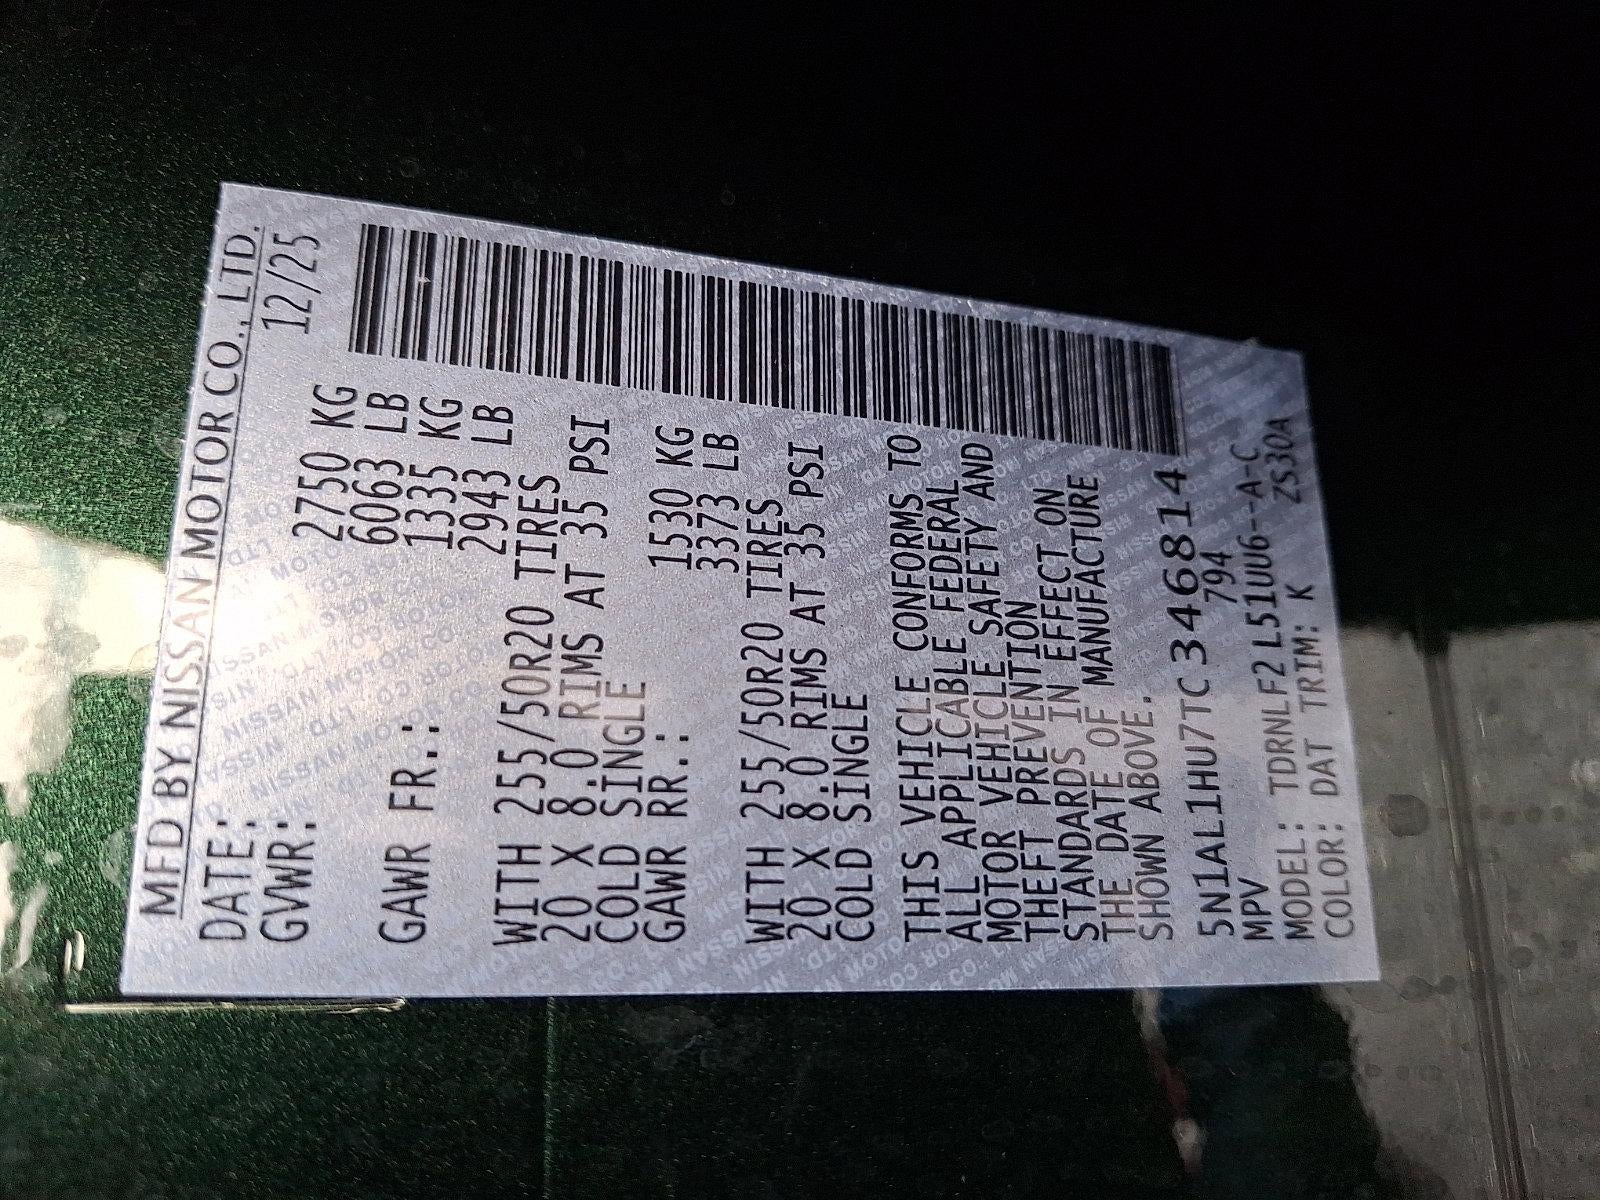 MFD BY NISSAN MOTOR CO., LTD.
DATE: 12/25
GVWR: 2750 KG
6063 LB
GAWR FR.: 1335 KG
2943 LB
WITH 255/50R20 TIRES
20 X 8.0 RIMS AT 35 PSI
COLD SINGLE
GAWR RR.: 1530 KG
3373 LB
WITH 255/50R20 TIRES
20 X 8.0 RIMS AT 35 PSI
COLD SINGLE
THIS VEHICLE CONFORMS TO
ALL APPLICABLE FEDERAL
MOTOR VEHICLE SAFETY AND
THEFT PREVENTION
STANDARDS IN EFFECT ON
THE DATE OF MANUFACTURE
SHOWN ABOVE.
5N1AL1HU7TC346814
MPV 794
MODEL: TDRNLF2 L51UU6--A-C
COLOR: DAT TRIM: K ZS30A